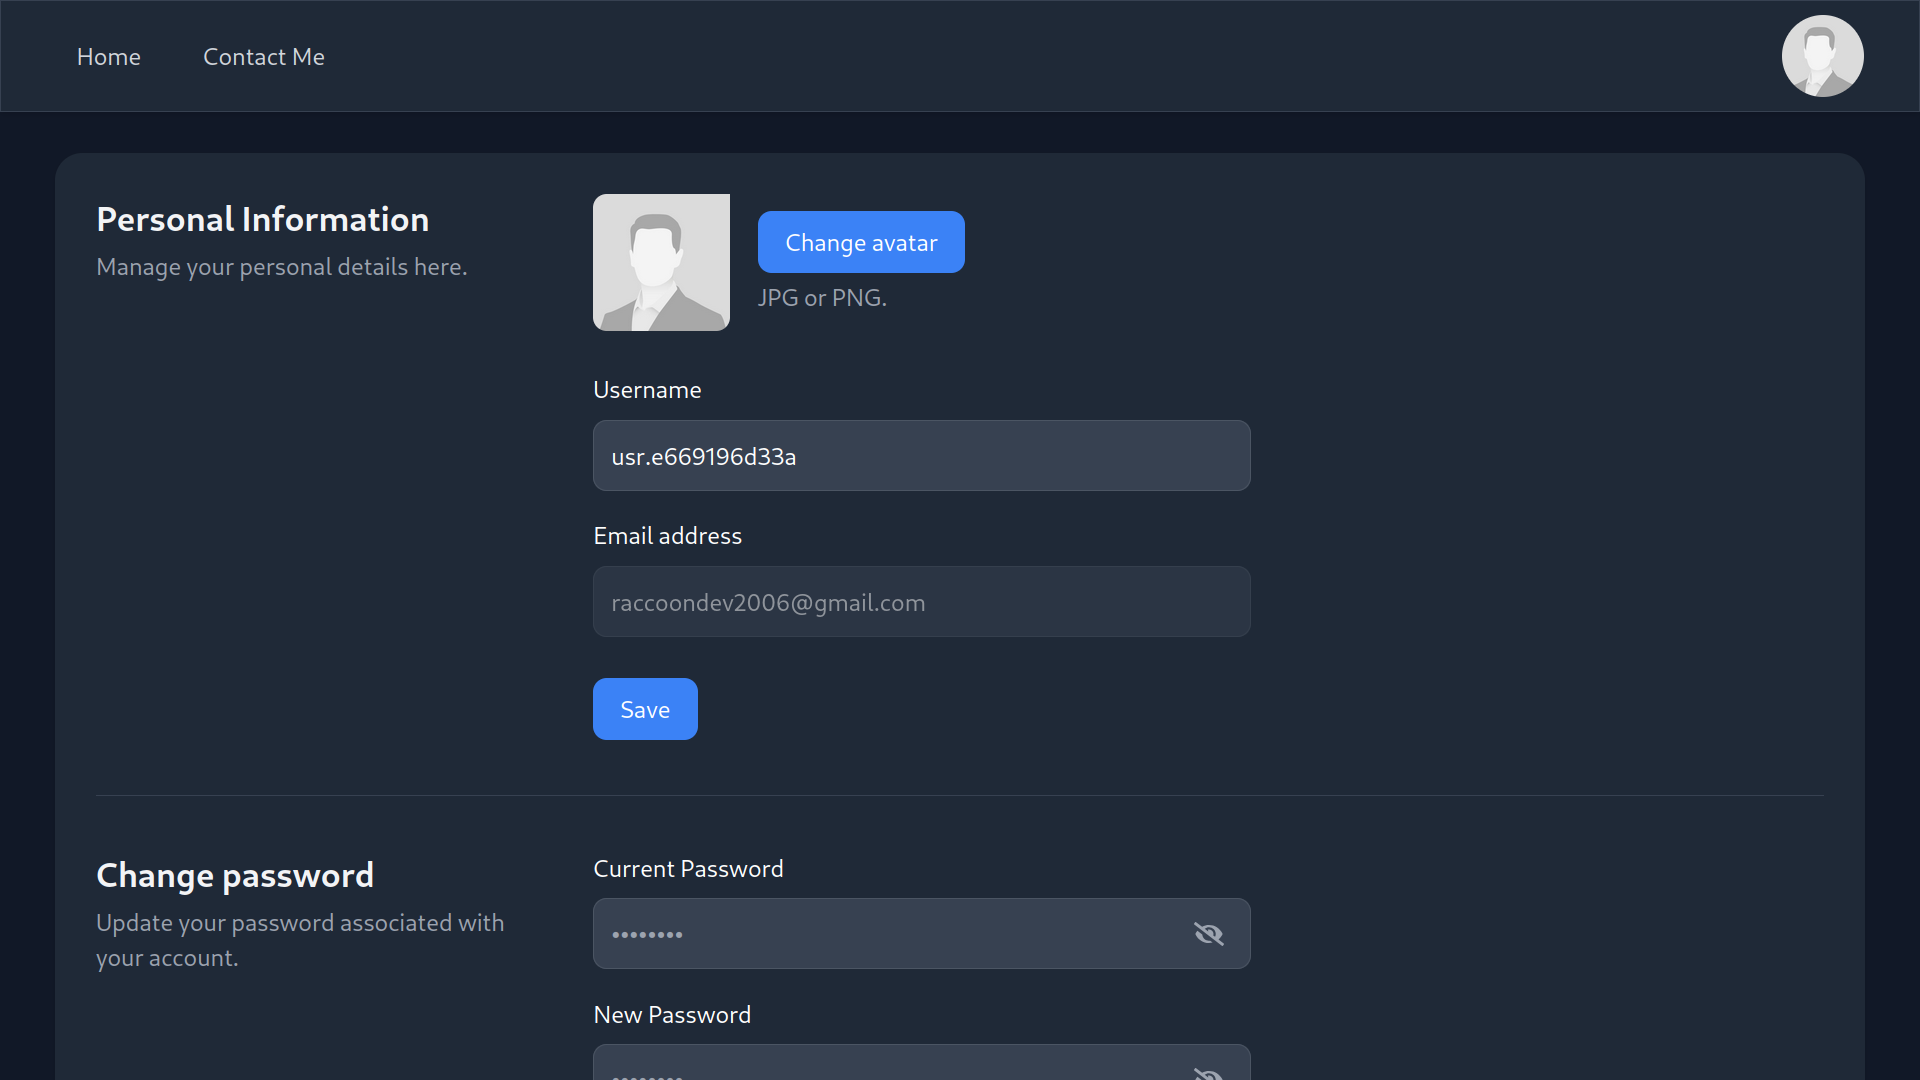 Home
Contact Me
Personal Information
Manage your personal details here.
Change avatar
JPG or PNG.
Username
usr.e669196d33a
Email address
raccoondev2006@gmail.com
Save
Change password
Update your password associated with
your account.
Current Password
••••••••
New Password
••••••••